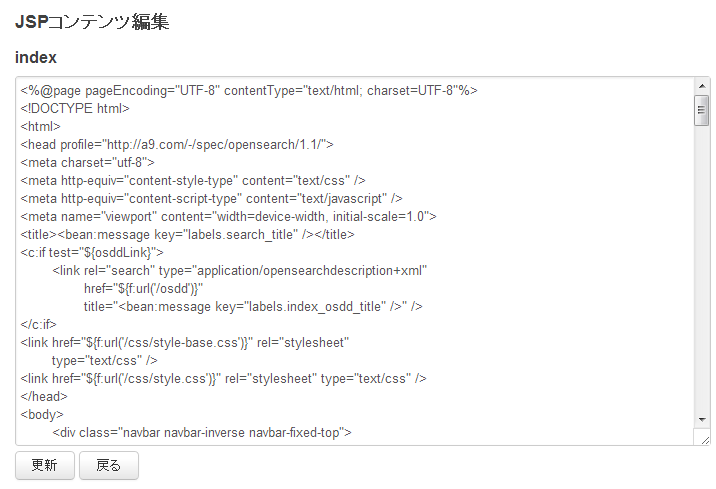 JSPコンテンツ編集
index
<%@page pageEncoding="UTF-8" contentType="text/html; charset=UTF-8"%>
<!DOCTYPE html>
<html>
<head profile="http://a9.com/-/spec/opensearch/1.1/">
<meta charset="utf-8">
<meta http-equiv="content-style-type" content="text/css" />
<meta http-equiv="content-script-type" content="text/javascript" />
<meta name="viewport" content="width=device-width, initial-scale=1.0">
<title><bean:message key="labels.search_title" /></title>
<c:if test="${osddLink}">
<link rel="search" type="application/opensearchdescription+xml"
href="${f:url('/osdd')}"
title="<bean:message key="labels.index_osdd_title" />" />
</c:if>
<link href="${f:url('/css/style-base.css')}" rel="stylesheet"
type="text/css" />
<link href="${f:url('/css/style.css')}" rel="stylesheet" type="text/css" />
</head>
<body>
<div class="navbar navbar-inverse navbar-fixed-top">
更新 戻る